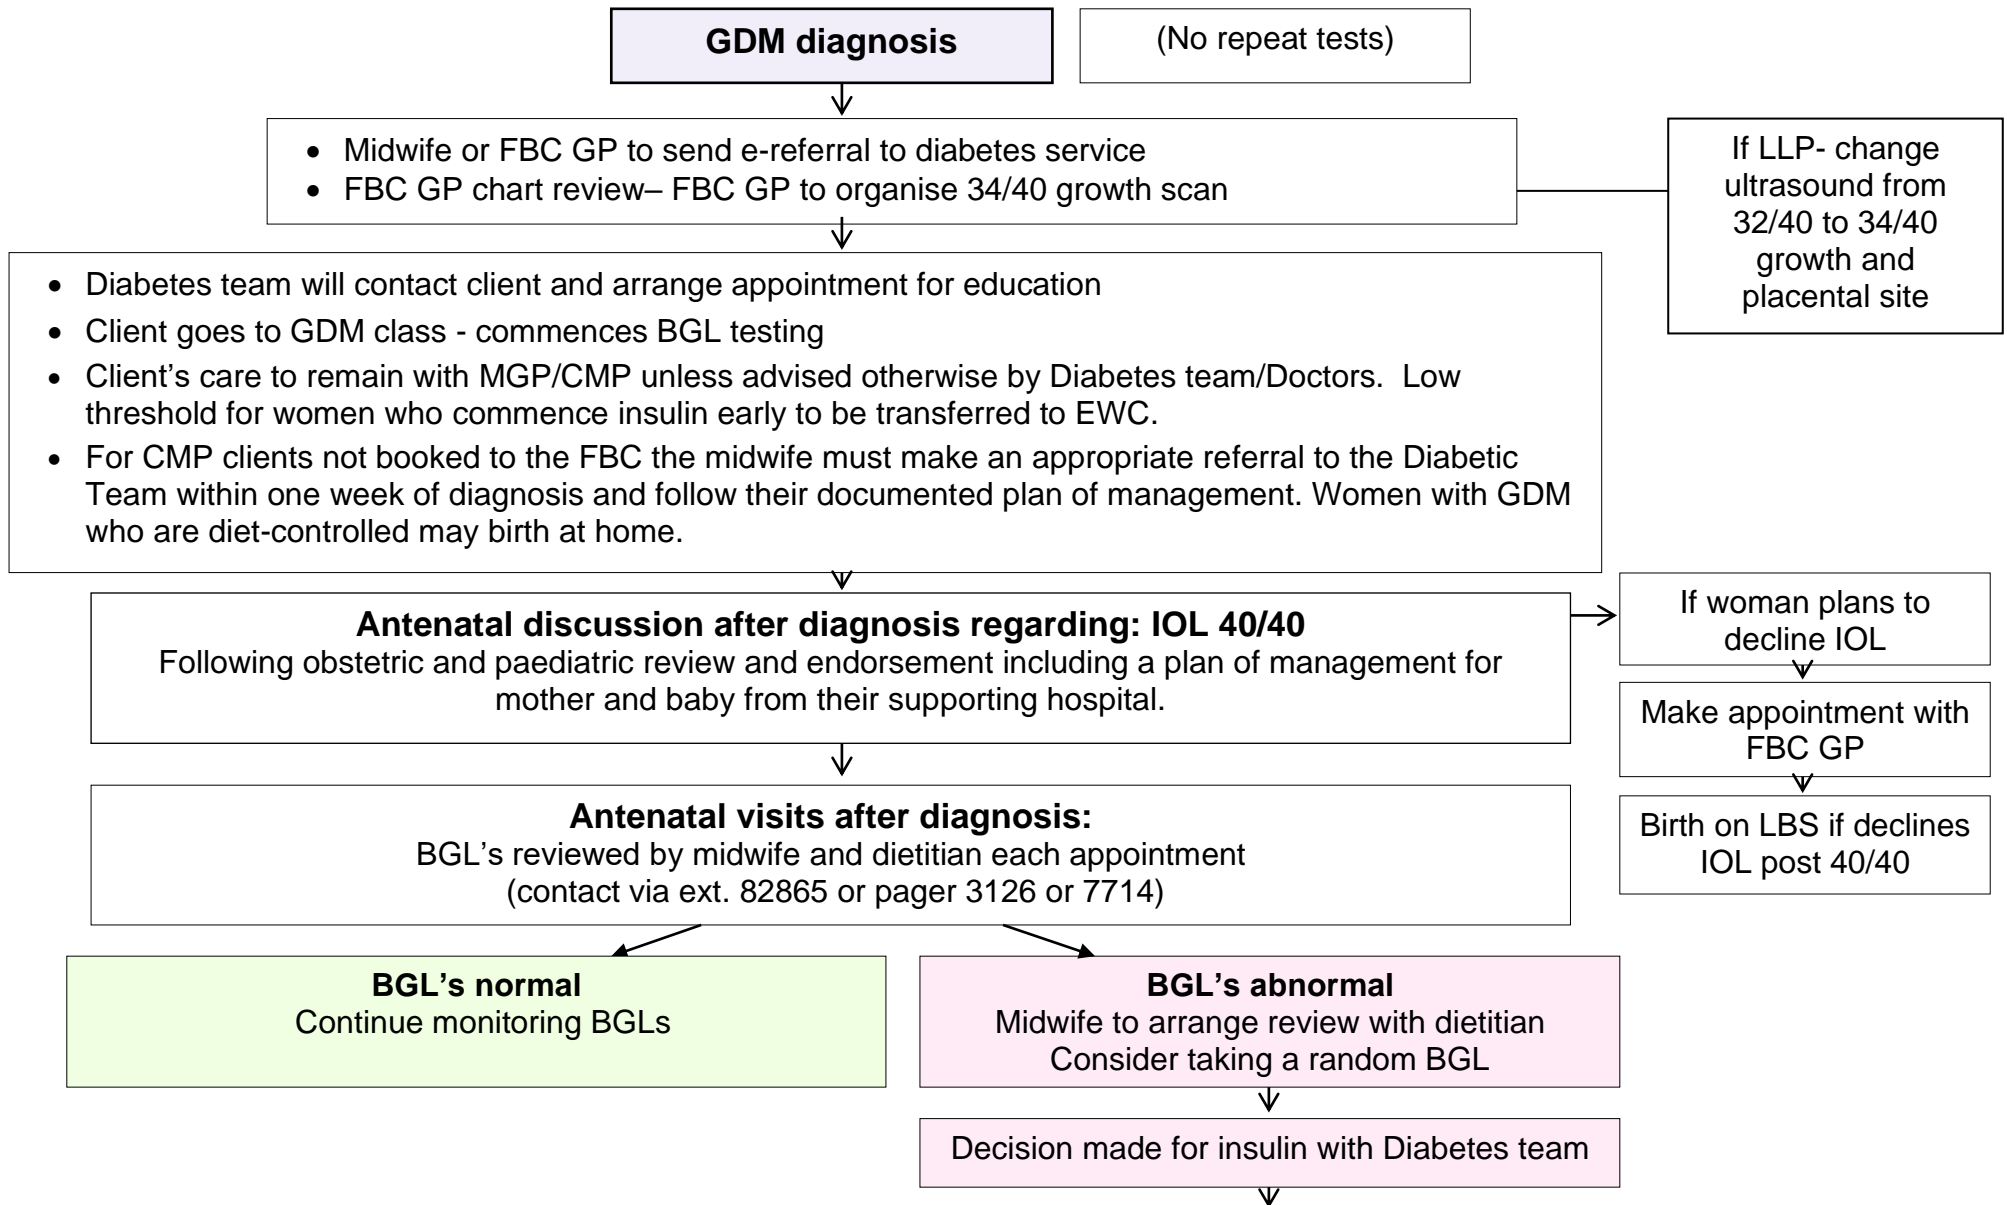 GDM diagnosis
(No repeat tests)
• Midwife or FBC GP to send e-referral to diabetes service
• FBC GP chart review– FBC GP to organise 34/40 growth scan
If LLP- change
ultrasound from
32/40 to 34/40
growth and
placental site
• Diabetes team will contact client and arrange appointment for education
• Client goes to GDM class - commences BGL testing
• Client’s care to remain with MGP/CMP unless advised otherwise by Diabetes team/Doctors.  Low
threshold for women who commence insulin early to be transferred to EWC.
• For CMP clients not booked to the FBC the midwife must make an appropriate referral to the Diabetic
Team within one week of diagnosis and follow their documented plan of management. Women with GDM
who are diet-controlled may birth at home.
Antenatal discussion after diagnosis regarding: IOL 40/40
Following obstetric and paediatric review and endorsement including a plan of management for
mother and baby from their supporting hospital.
If woman plans to
decline IOL
Make appointment with
FBC GP
Birth on LBS if declines
IOL post 40/40
Antenatal visits after diagnosis:
BGL’s reviewed by midwife and dietitian each appointment
(contact via ext. 82865 or pager 3126 or 7714)
BGL’s normal
Continue monitoring BGLs
BGL’s abnormal
Midwife to arrange review with dietitian
Consider taking a random BGL
Decision made for insulin with Diabetes team